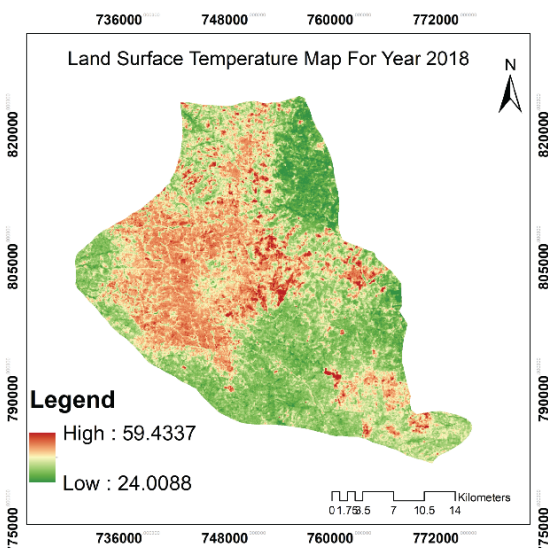 736000 748000 760000 772000
Land Surface Temperature Map For Year 2018
N
820000 820000
805000 805000
790000 790000
Legend
High : 59.4337
Low : 24.0088
Kilometers
0 1.75 3.5 7 10.5 14
775000 775000
736000 748000 760000 772000